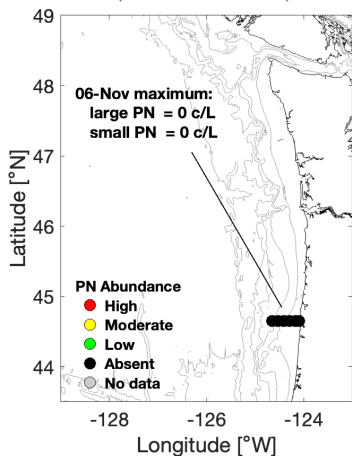 49
48
47
46
45
44
06-Nov maximum:
large PN = 0 c/L
small PN = 0 c/L
PN Abundance
High
Moderate
Low
Absent
No data
-128
-126
-124
Latitude [°N]
Longitude [°W]